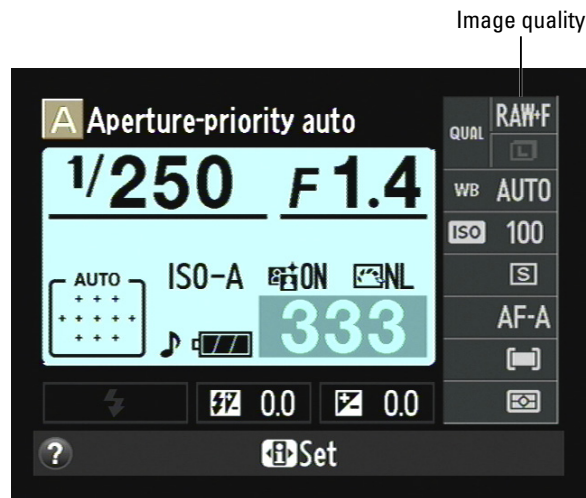 Image quality
A Aperture-priority auto
QUAL RAW+F
L
1/250 F1.4
WB AUTO
ISO 100
AUTO ISO-A ON NL
S
333
AF-A
0.0 0.0
? i Set